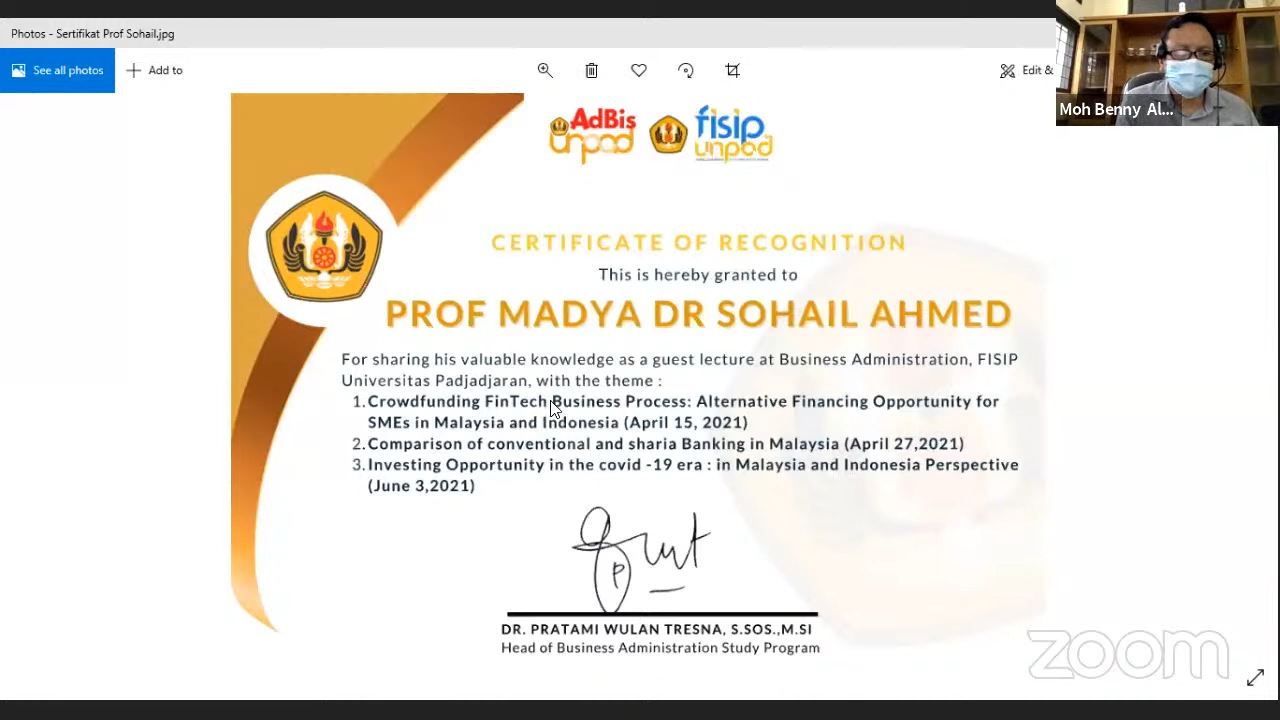 Photos - Sertifikat Prof Sohail.jpg
See all photos
Add to
Edit &
Moh Benny Al...
AdBis
unpad
fisip
unpad
CERTIFICATE OF RECOGNITION
This is hereby granted to
PROF MADYA DR SOHAIL AHMED
For sharing his valuable knowledge as a guest lecture at Business Administration, FISIP
Universitas Padjadjaran, with the theme :
1. Crowdfunding FinTech Business Process: Alternative Financing Opportunity for
SMEs in Malaysia and Indonesia (April 15, 2021)
2. Comparison of conventional and sharia Banking in Malaysia (April 27,2021)
3. Investing Opportunity in the covid -19 era : in Malaysia and Indonesia Perspective
(June 3,2021)
DR. PRATAMI WULAN TRESNA, S.SOS.,M.SI
Head of Business Administration Study Program
zoom